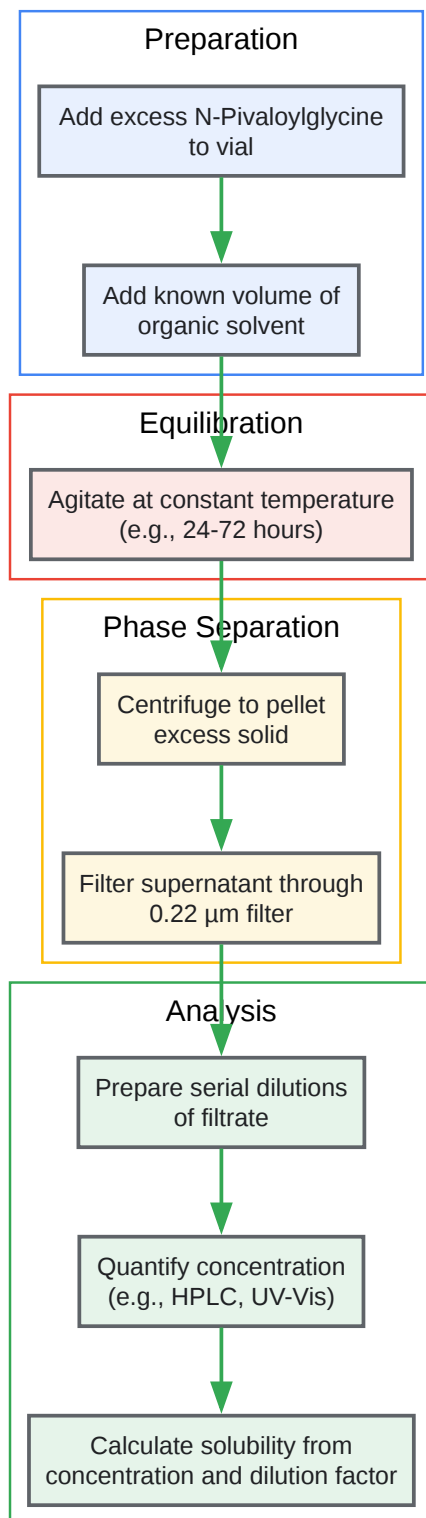 Preparation
Add excess N-Pivaloylglycine
to vial
Add known volume of
organic solvent
Equilibration
Agitate at constant temperature
(e.g., 24-72 hours)
Phase Separation
Centrifuge to pellet
excess solid
Filter supernatant through
0.22 µm filter
Analysis
Prepare serial dilutions
of filtrate
Quantify concentration
(e.g., HPLC, UV-Vis)
Calculate solubility from
concentration and dilution factor